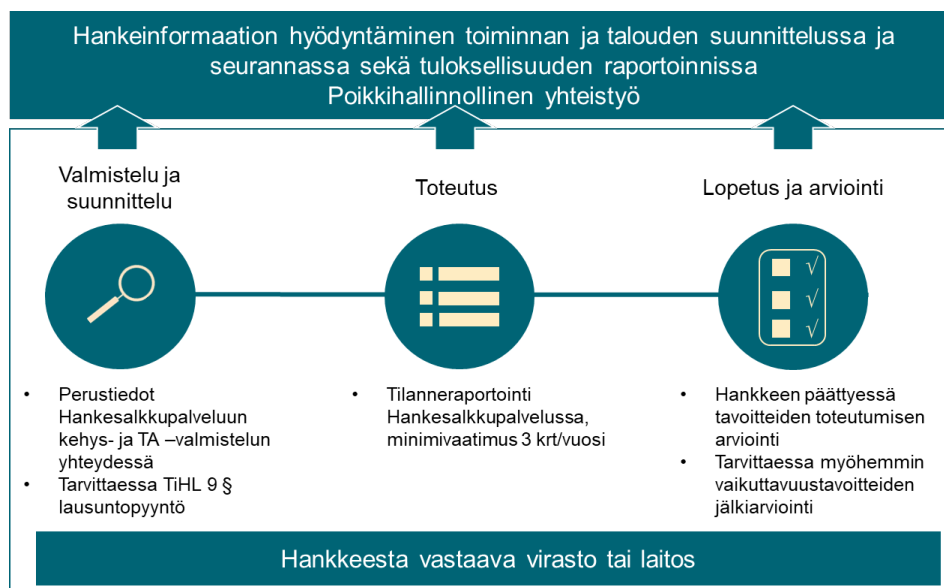 Hankeinformaation hyödyntäminen toiminnan ja talouden suunnittelussa ja
seurannassa sekä tuloksellisuuden raportoinnissa
Poikkihallinnollinen yhteistyö
Valmistelu ja
suunnittelu
Toteutus
Lopetus ja arviointi
√
√
√
• Perustiedot
Hankesalkkupalveluun
kehys- ja TA –valmistelun
yhteydessä
• Tarvittaessa TiHL 9 §
lausuntopyyntö
• Tilanneraportointi
Hankesalkkupalvelussa,
minimivaatimus 3 krt/vuosi
• Hankkeen päättyessä
tavoitteiden toteutumisen
arviointi
• Tarvittaessa myöhemmin
vaikuttavuustavoitteiden
jälkiarviointi
Hankkeesta vastaava virasto tai laitos